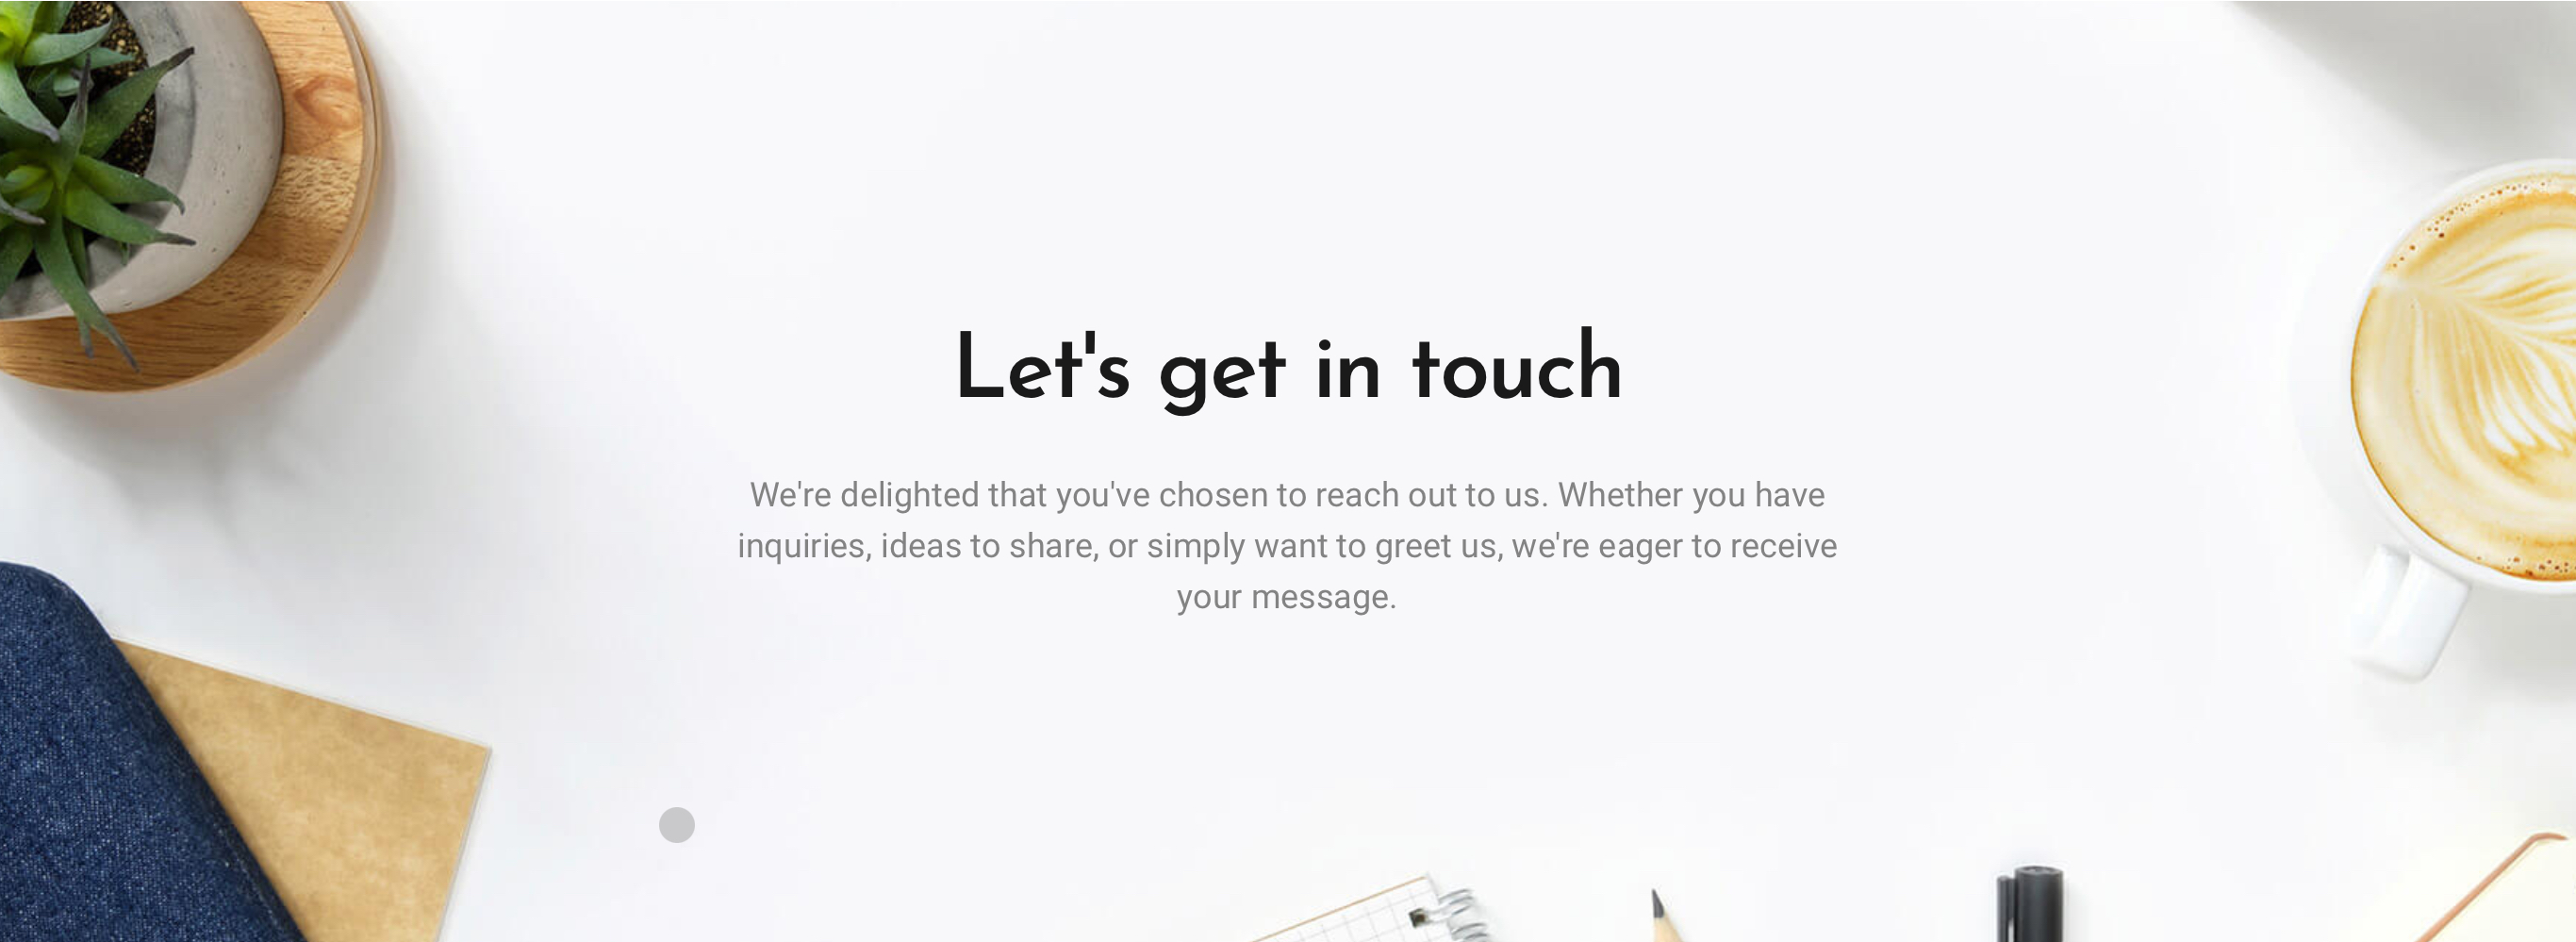 Let's get in touch
We're delighted that you've chosen to reach out to us. Whether you have
inquiries, ideas to share, or simply want to greet us, we're eager to receive
your message.